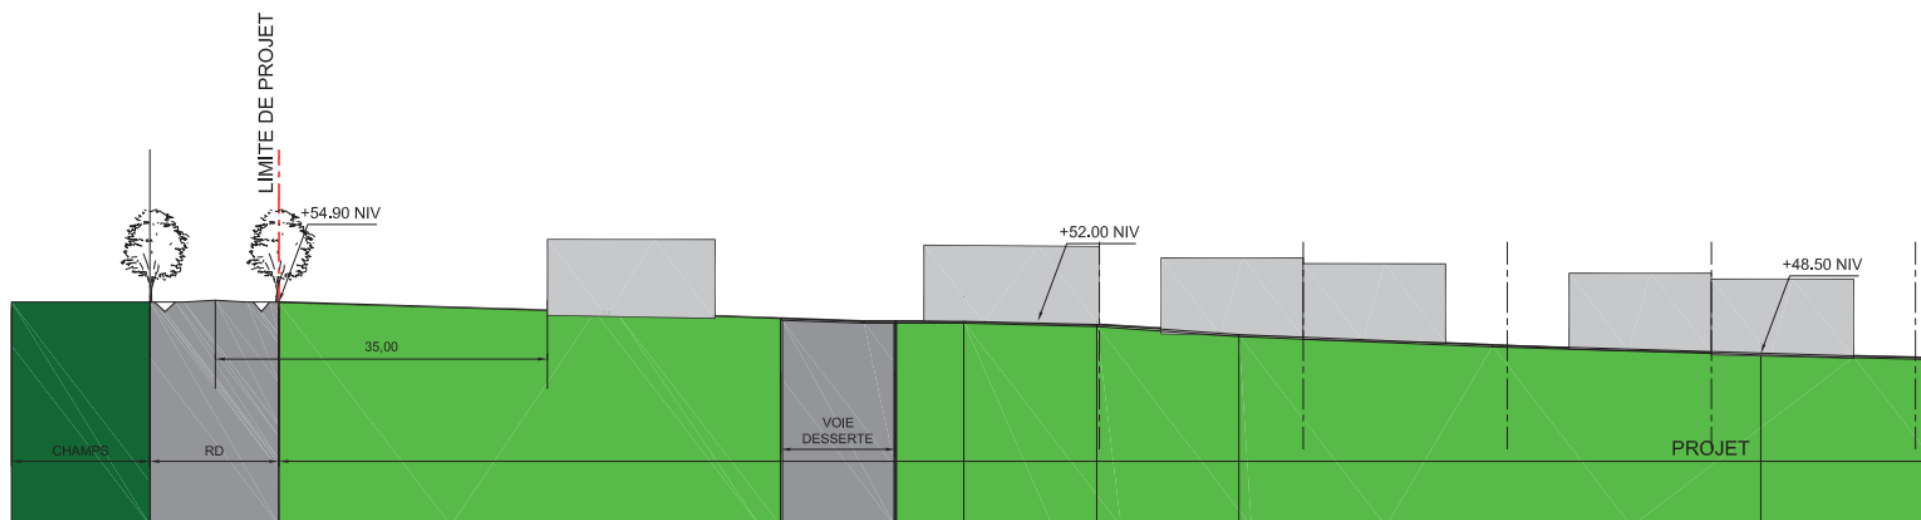 LIMITE DE PROJET
+54.90 NIV
+52.00 NIV
+48.50 NIV
35,00
VOIE
DESSERTE
CHAMPS
RD
PROJET